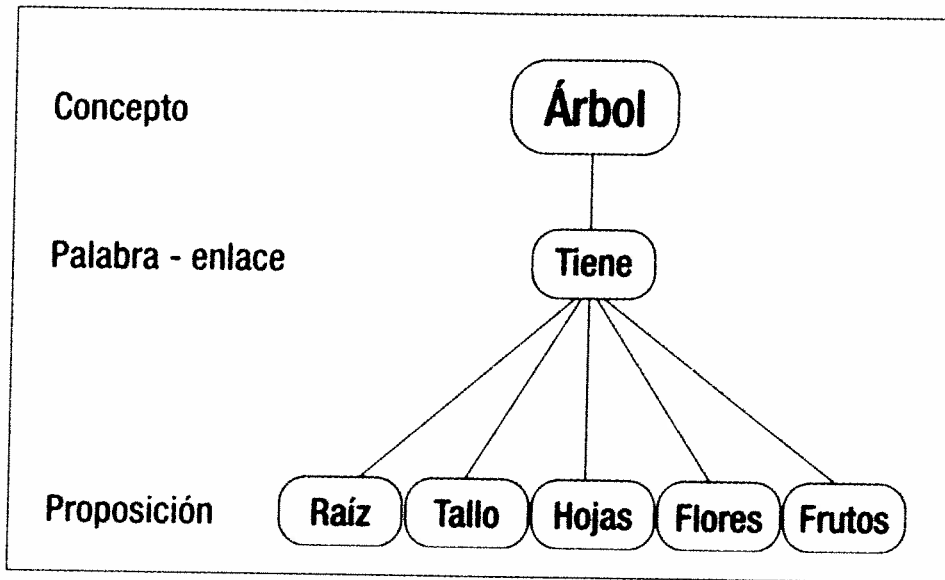 Concepto
Árbol
Palabra - enlace
Tiene
Proposición
Raíz
Tallo
Hojas
Flores
Frutos